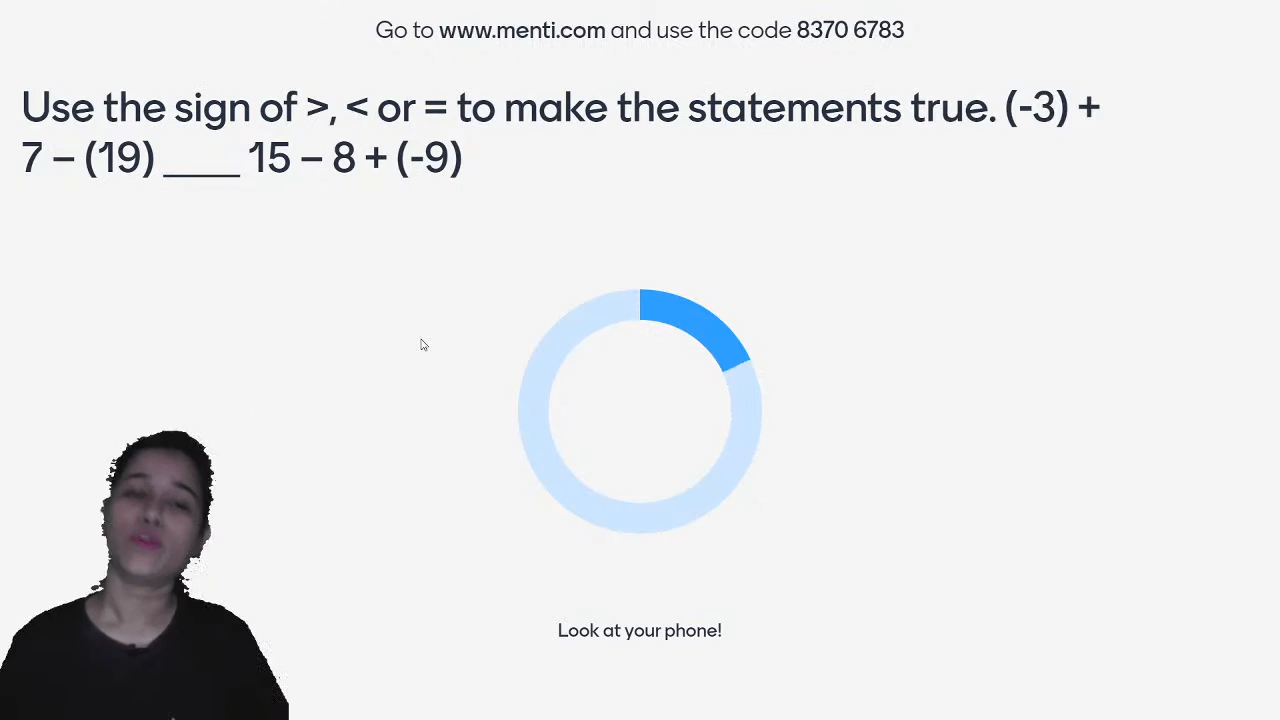 Go to www.menti.com and use the code 8370 6783
Use the sign of >, < or = to make the statements true. (-3) +
7 – (19) ____ 15 – 8 + (-9)
Look at your phone!